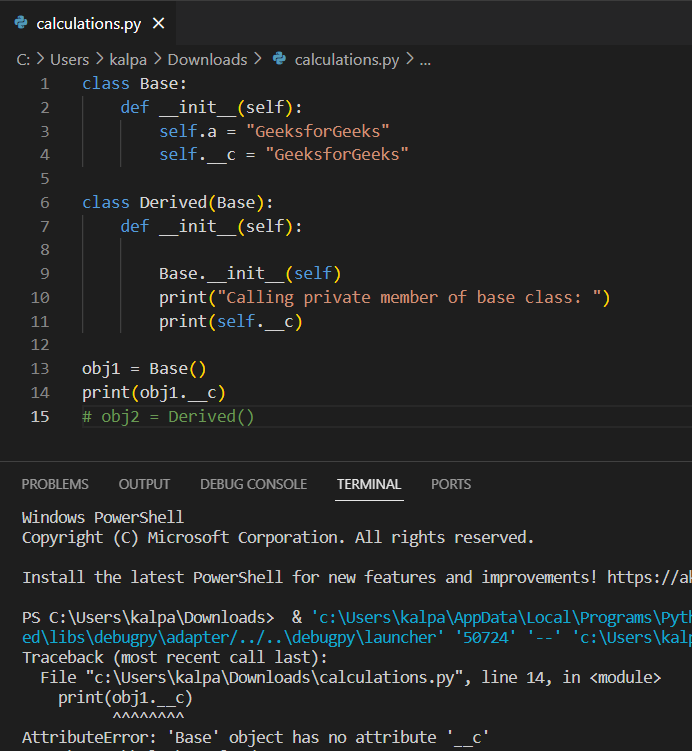 calculations.py ×
C: > Users > kalpa > Downloads > calculations.py > ...
1 class Base:
2     def __init__(self):
3         self.a = "GeeksforGeeks"
4         self.__c = "GeeksforGeeks"
5
6 class Derived(Base):
7     def __init__(self):
8
9         Base.__init__(self)
10         print("Calling private member of base class: ")
11         print(self.__c)
12
13 obj1 = Base()
14 print(obj1.__c)
15 # obj2 = Derived()
PROBLEMS OUTPUT DEBUG CONSOLE TERMINAL PORTS
Windows PowerShell
Copyright (C) Microsoft Corporation. All rights reserved.
Install the latest PowerShell for new features and improvements! https://ak
PS C:\Users\kalpa\Downloads>  & 'c:\Users\kalpa\AppData\Local\Programs\Pyth
ed\libs\debugpy\adapter/../..\debugpy\launcher' '50724' '--' 'c:\Users\kalp
Traceback (most recent call last):
  File "c:\Users\kalpa\Downloads\calculations.py", line 14, in <module>
    print(obj1.__c)
          ^^^^^^^^
AttributeError: 'Base' object has no attribute '__c'